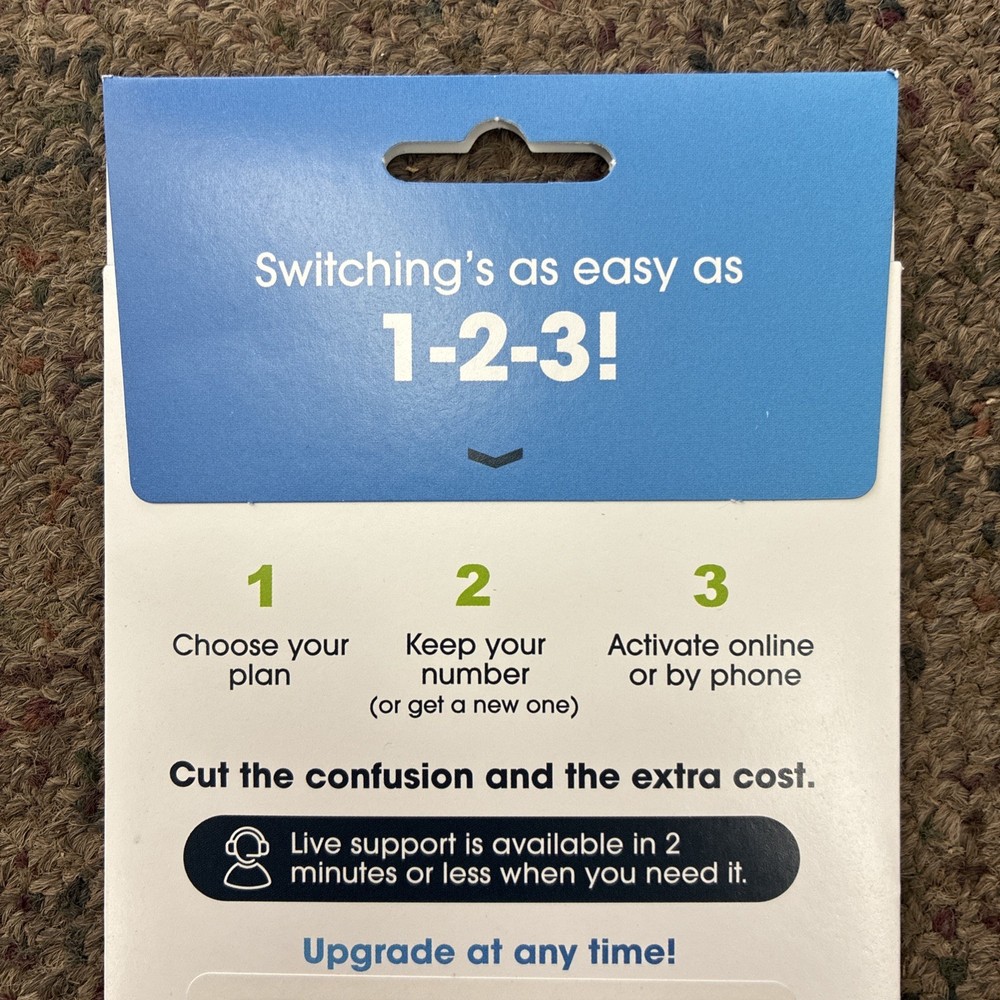 Switching's as easy as
1-2-3!
1 2 3
Choose your Keep your Activate online
plan number or by phone
(or get a new one)
Cut the confusion and the extra cost.
Live support is available in 2
minutes or less when you need it.
Upgrade at any time!